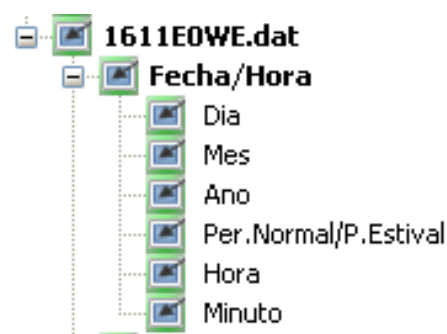 1611E0WE.dat
Fecha/Hora
Dia
Mes
Ano
Per.Normal/P.Estival
Hora
Minuto